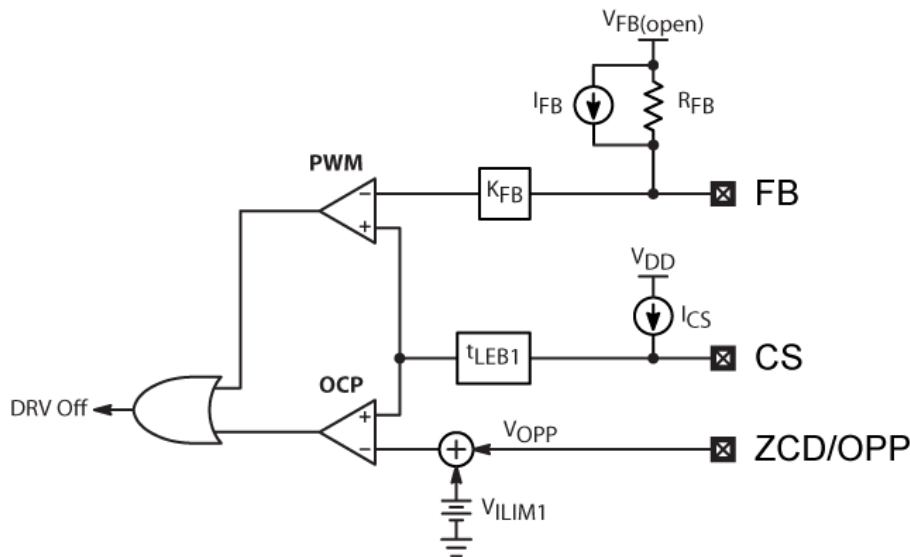 VFB(open)
IFB
RFB
PWM
−
+
KFB
FB
VDD
ICS
tLEB1
CS
OCP
+
−
DRV Off
VOPP
+
ZCD/OPP
VILIM1